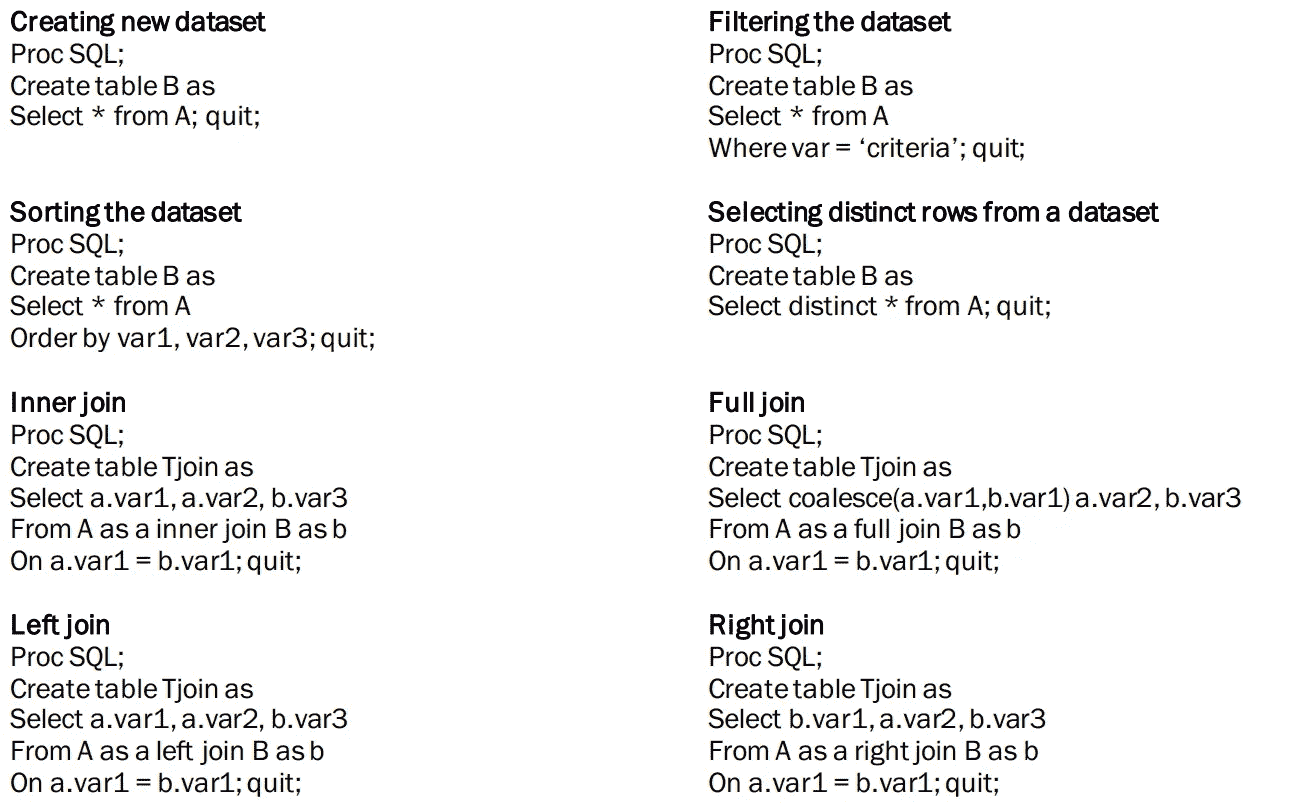 Creating new dataset
Proc SQL;
Create table B as
Select * from A; quit;
Filtering the dataset
Proc SQL;
Create table B as
Select * from A
Where var = ‘criteria’; quit;
Sorting the dataset
Proc SQL;
Create table B as
Select * from A
Order by var1, var2, var3; quit;
Selecting distinct rows from a dataset
Proc SQL;
Create table B as
Select distinct * from A; quit;
Inner join
Proc SQL;
Create table Tjoin as
Select a.var1, a.var2, b.var3
From A as a inner join B as b
On a.var1 = b.var1; quit;
Full join
Proc SQL;
Create table Tjoin as
Select coalesce(a.var1,b.var1) a.var2, b.var3
From A as a full join B as b
On a.var1 = b.var1; quit;
Left join
Proc SQL;
Create table Tjoin as
Select a.var1, a.var2, b.var3
From A as a left join B as b
On a.var1 = b.var1; quit;
Right join
Proc SQL;
Create table Tjoin as
Select b.var1, a.var2, b.var3
From A as a right join B as b
On a.var1 = b.var1; quit;